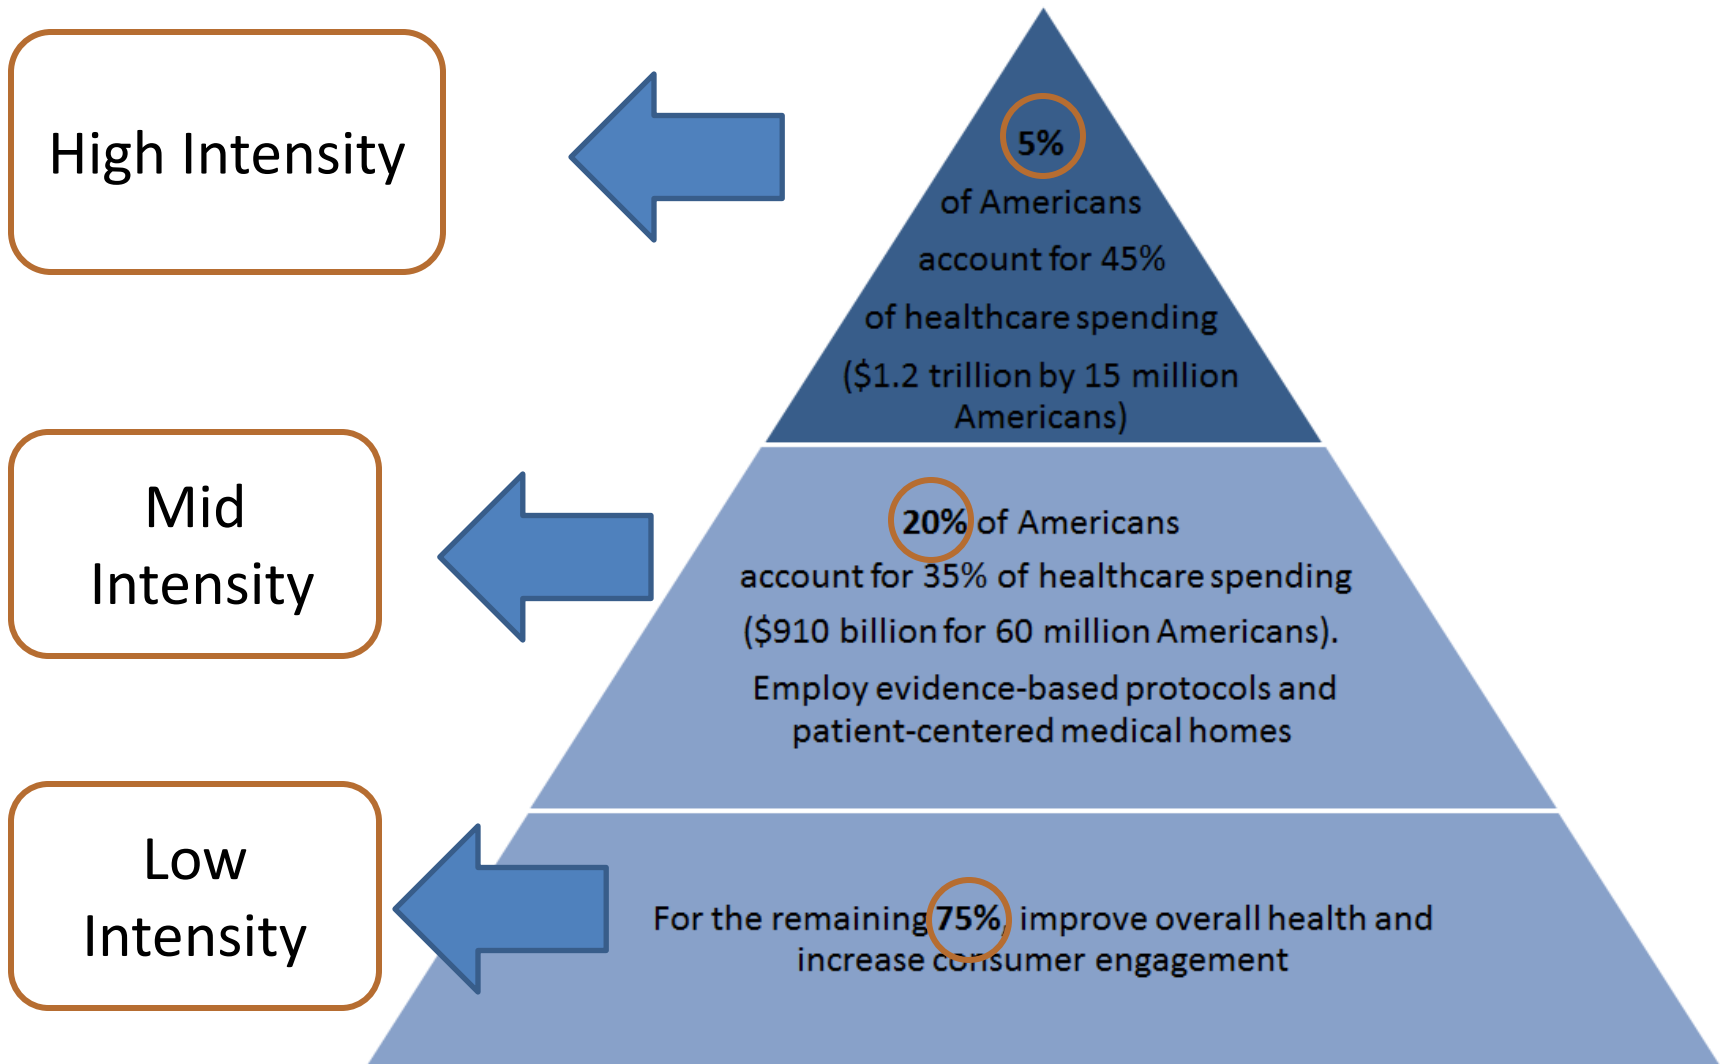 High Intensity
5%
of Americans
account for 45%
of healthcare spending
($1.2 trillion by 15 million
Americans)
Mid
Intensity
20% of Americans
account for 35% of healthcare spending
($910 billion for 60 million Americans).
Employ evidence-based protocols and
patient-centered medical homes
Low
Intensity
For the remaining 75%, improve overall health and
increase consumer engagement